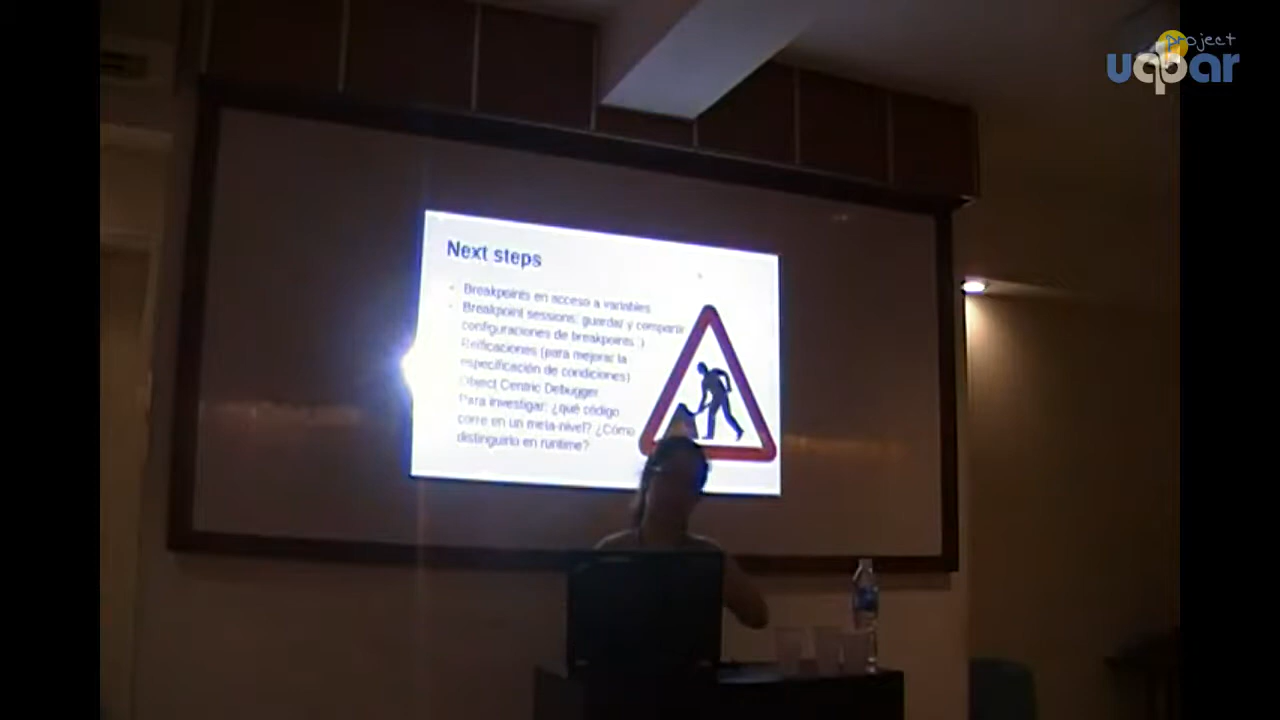 project
uqbar
Next steps
Breakpoints en acceso a variables
Breakpoint sessions: guardar y compartir
configuraciones de breakpoints :)
Reificaciones (para mejorar la
especificación de condiciones)
Object Centric Debugger
Para investigar: ¿qué código
corre en un meta-nivel? ¿Cómo
distinguirlo en runtime?